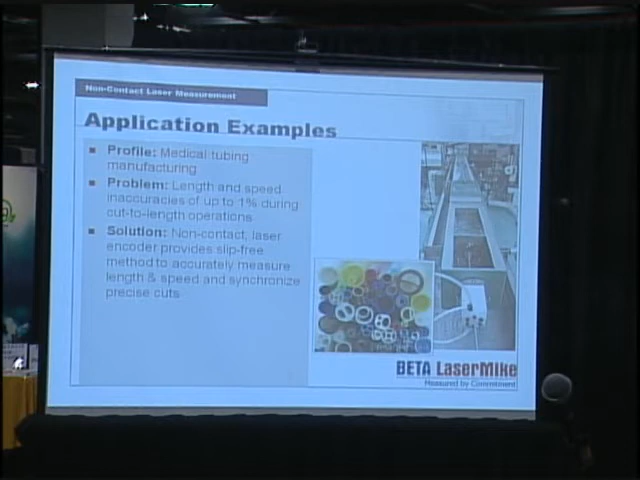 Non-Contact Laser Measurement
Application Examples
Profile: Medical tubing
manufacturing
Problem: Length and speed
inaccuracies of up to 1% during
cut-to-length operations
Solution: Non-contact, laser
encoder provides slip-free
method to accurately measure
length & speed and synchronize
precise cuts
BETA LaserMike
Measured by Commitment